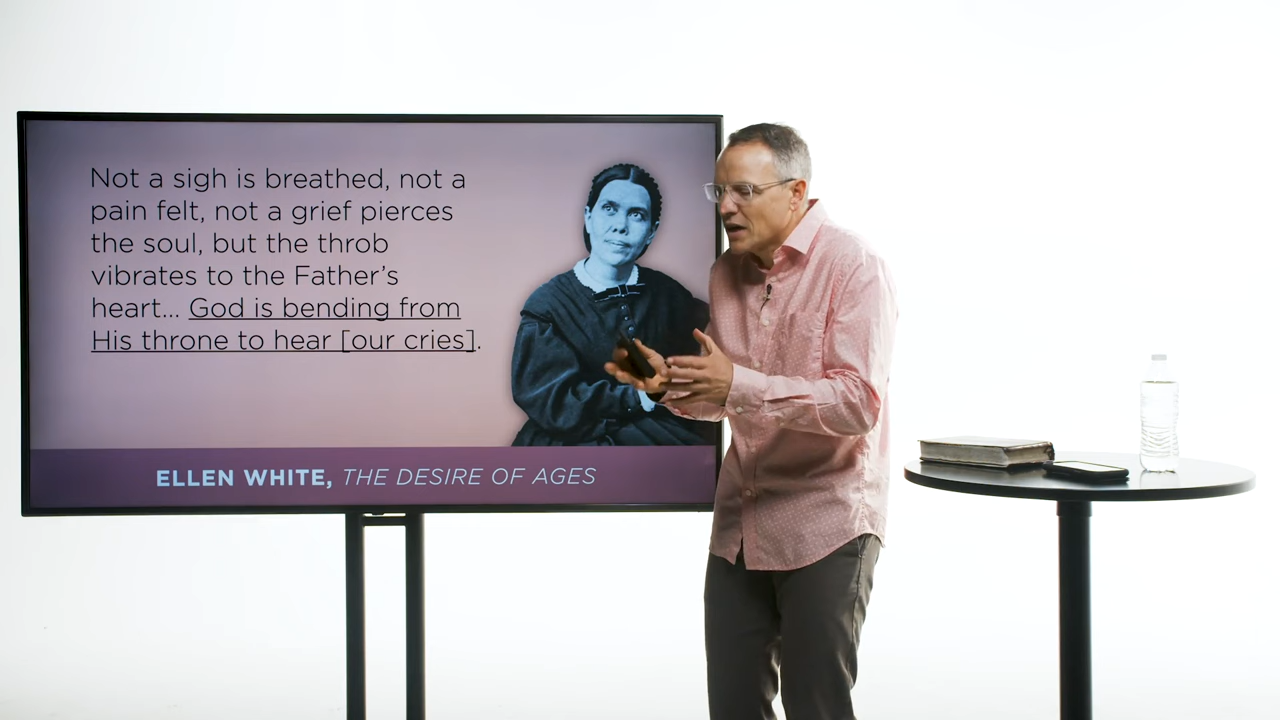 Not a sigh is breathed, not a
pain felt, not a grief pierces
the soul, but the throb
vibrates to the Father’s
heart... God is bending from
His throne to hear [our cries].
ELLEN WHITE, THE DESIRE OF AGES